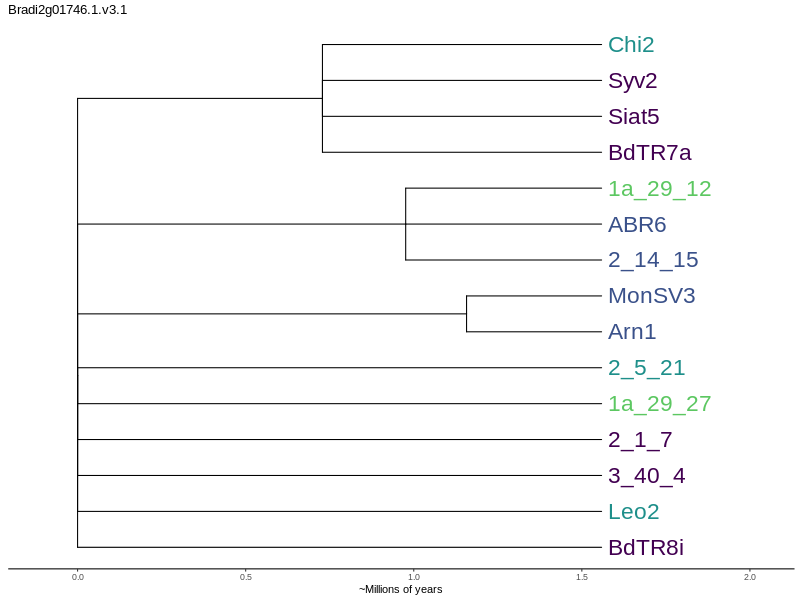 Bradi2g01746.1.v3.1
Chi2
Syv2
Siat5
BdTR7a
1a_29_12
ABR6
2_14_15
MonSV3
Arn1
2_5_21
1a_29_27
2_1_7
3_40_4
Leo2
BdTR8i
0.0 0.5 1.0 1.5 2.0
~Millions of years